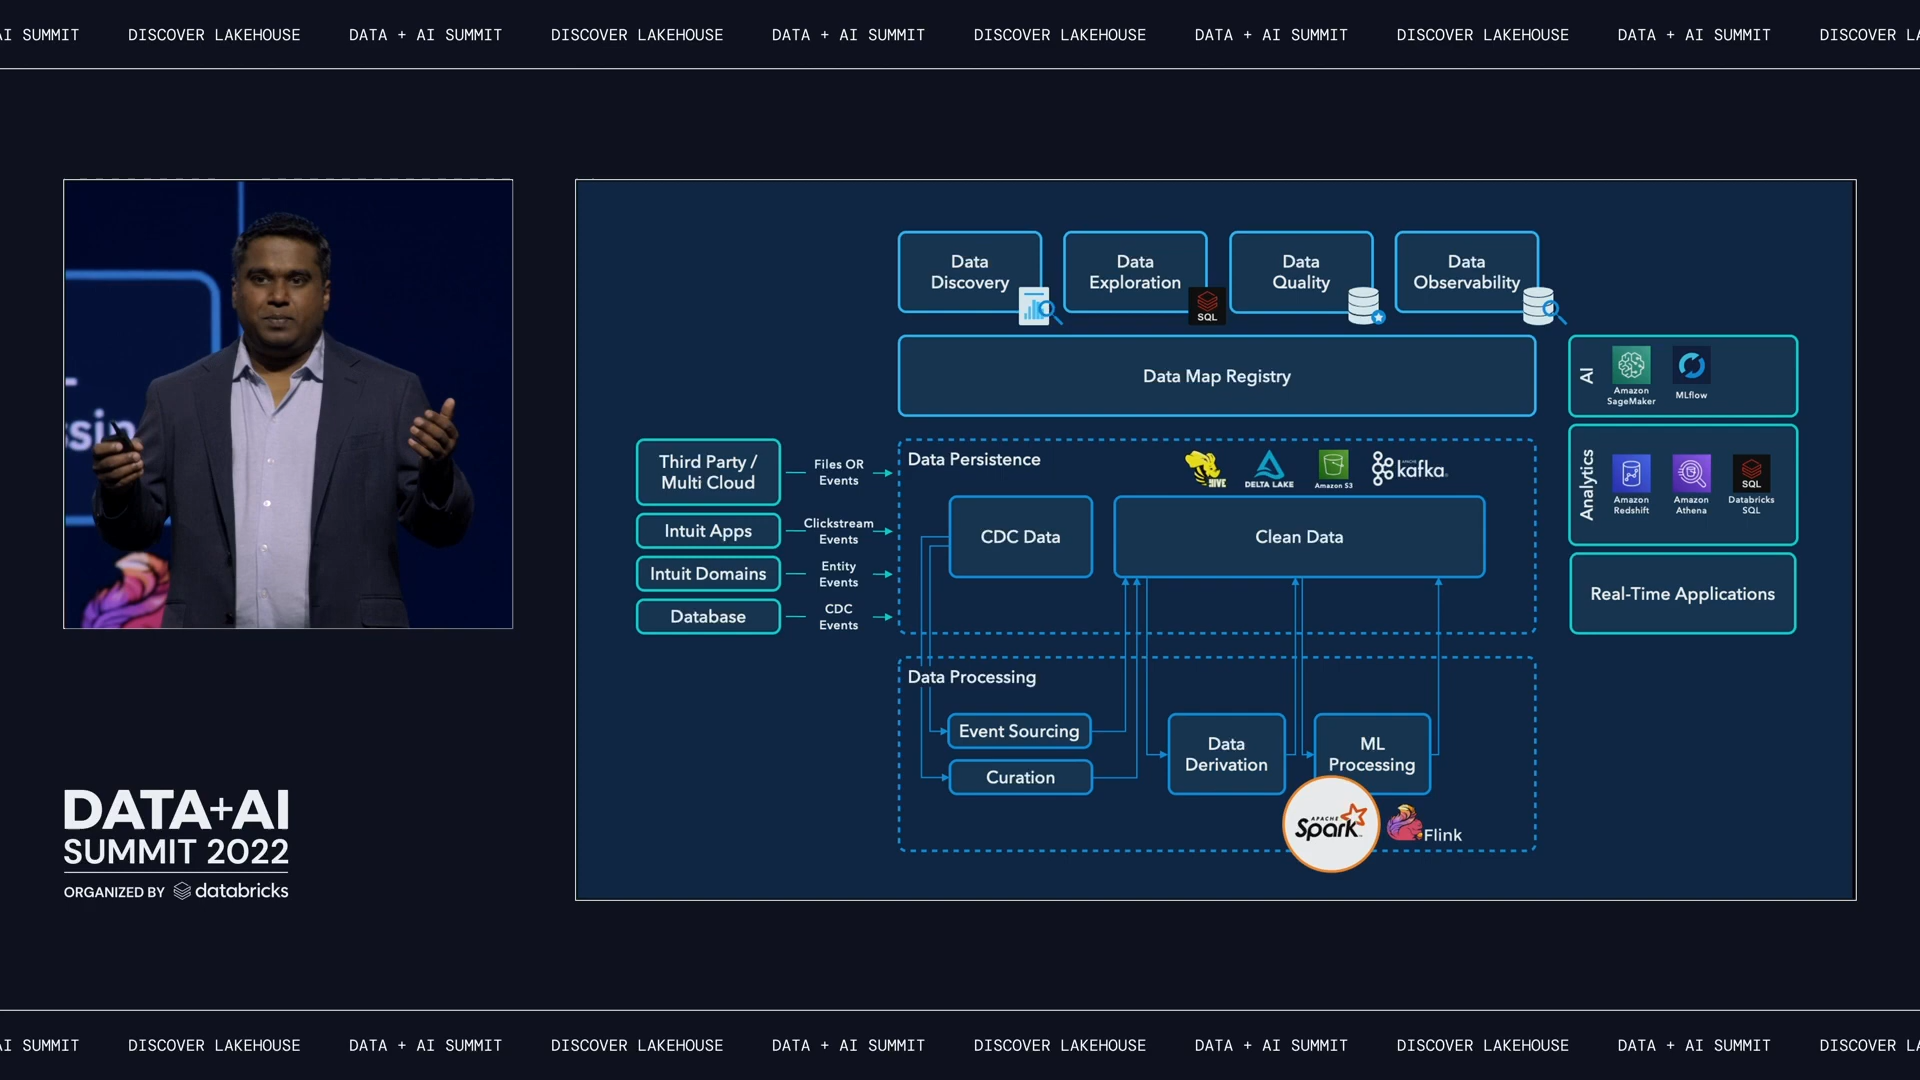 AI SUMMIT DISCOVER LAKEHOUSE DATA + AI SUMMIT DISCOVER LAKEHOUSE DATA + AI SUMMIT DISCOVER LAKEHOUSE DATA + AI SUMMIT DISCOVER LAKEHOUSE DATA + AI SUMMIT DISCOVER
Data
Discovery
Data
Exploration
SQL
Data
Quality
Data
Observability
Data Map Registry
AI
Amazon
SageMaker
MLflow
Third Party /
Multi Cloud
Files OR
Events
Intuit Apps
Clickstream
Events
Intuit Domains
Entity
Events
Database
CDC
Events
Data Persistence
HIVE
DELTA LAKE
Amazon S3
APACHE
kafka
CDC Data
Clean Data
Analytics
Amazon
Redshift
Amazon
Athena
SQL
Databricks
SQL
Real-Time Applications
Data Processing
Event Sourcing
Curation
Data
Derivation
ML
Processing
APACHE
Spark
Flink
DATA+AI
SUMMIT 2022
ORGANIZED BY databricks
AI SUMMIT DISCOVER LAKEHOUSE DATA + AI SUMMIT DISCOVER LAKEHOUSE DATA + AI SUMMIT DISCOVER LAKEHOUSE DATA + AI SUMMIT DISCOVER LAKEHOUSE DATA + AI SUMMIT DISCOVER